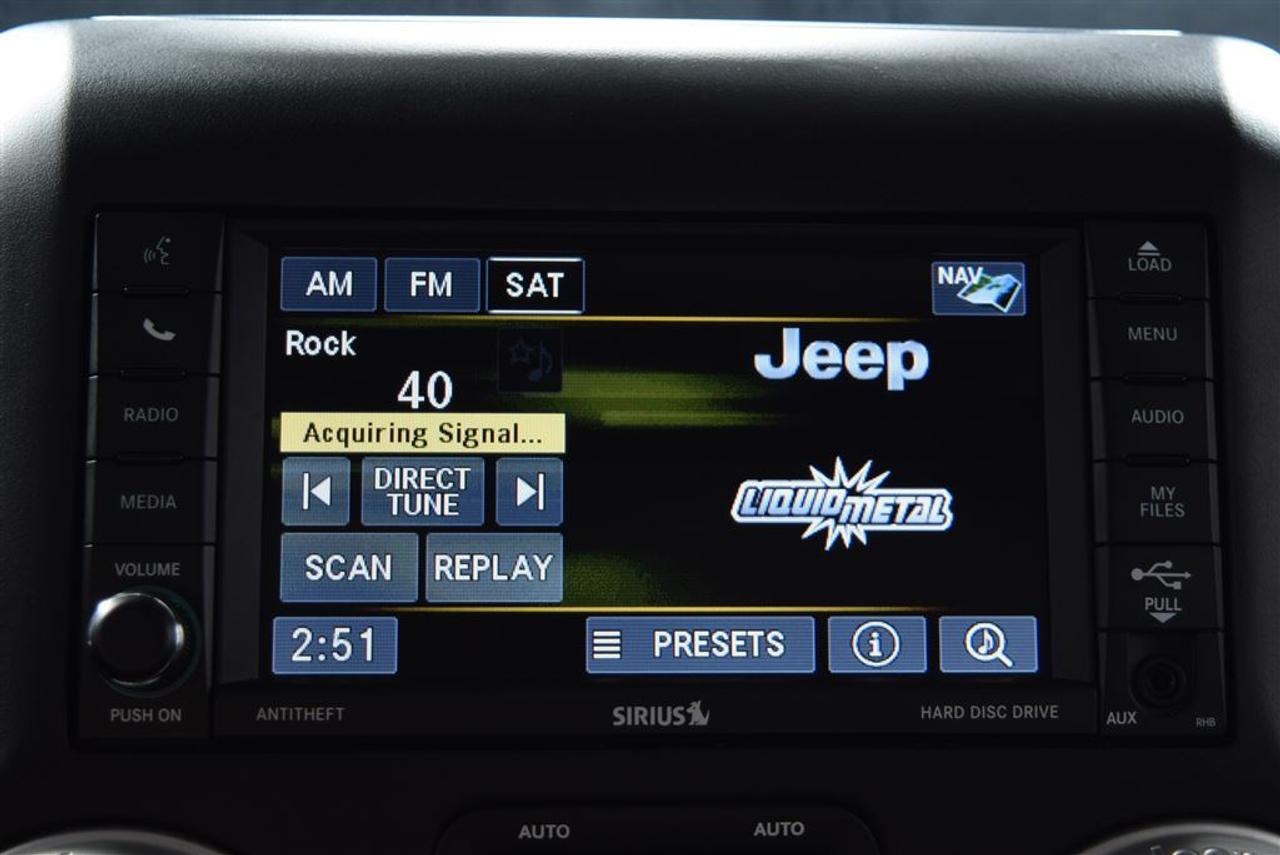 LOAD
AM FM SAT NAV
MENU
Rock
Jeep
40
RADIO
AUDIO
Acquiring Signal...
DIRECT
TUNE
MEDIA
LIQUID METAL
MY
FILES
VOLUME
SCAN REPLAY
PULL
2:51 PRESETS i
PUSH ON
ANTITHEFT
SIRIUS
HARD DISC DRIVE
AUX
RHB
AUTO AUTO